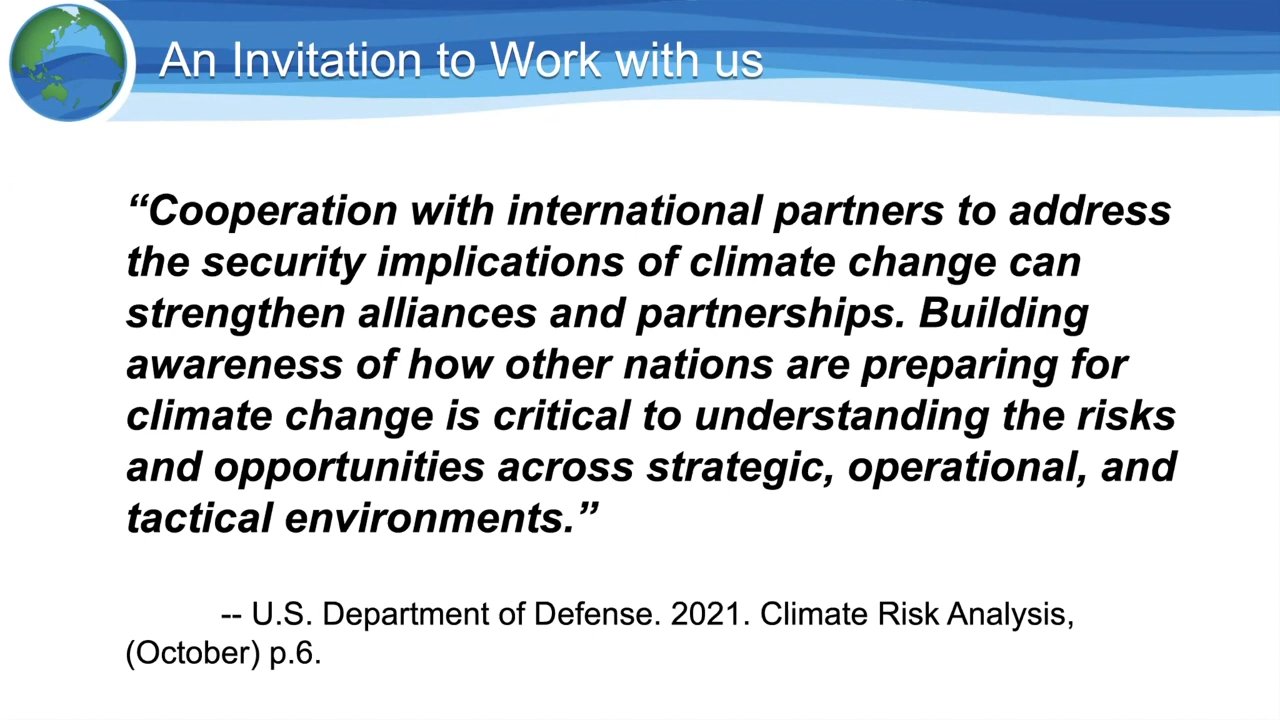 An Invitation to Work with us
“Cooperation with international partners to address
the security implications of climate change can
strengthen alliances and partnerships. Building
awareness of how other nations are preparing for
climate change is critical to understanding the risks
and opportunities across strategic, operational, and
tactical environments.”
-- U.S. Department of Defense. 2021. Climate Risk Analysis,
(October) p.6.